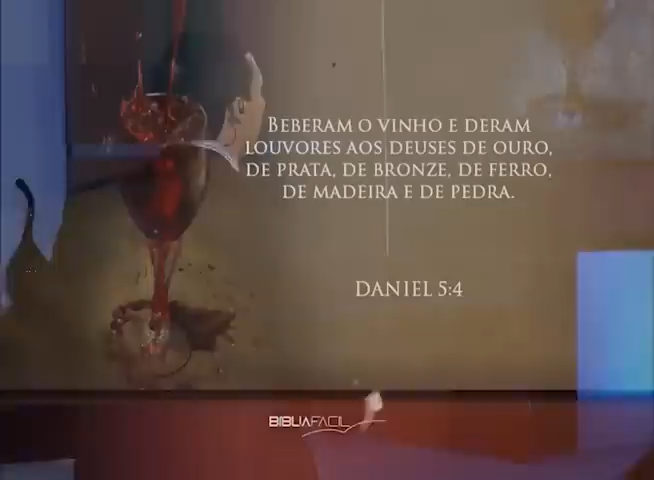 BEBERAM O VINHO E DERAM
LOUVORES AOS DEUSES DE OURO,
DE PRATA, DE BRONZE, DE FERRO,
DE MADEIRA E DE PEDRA.
DANIEL 5:4
BIBLIAFACIL